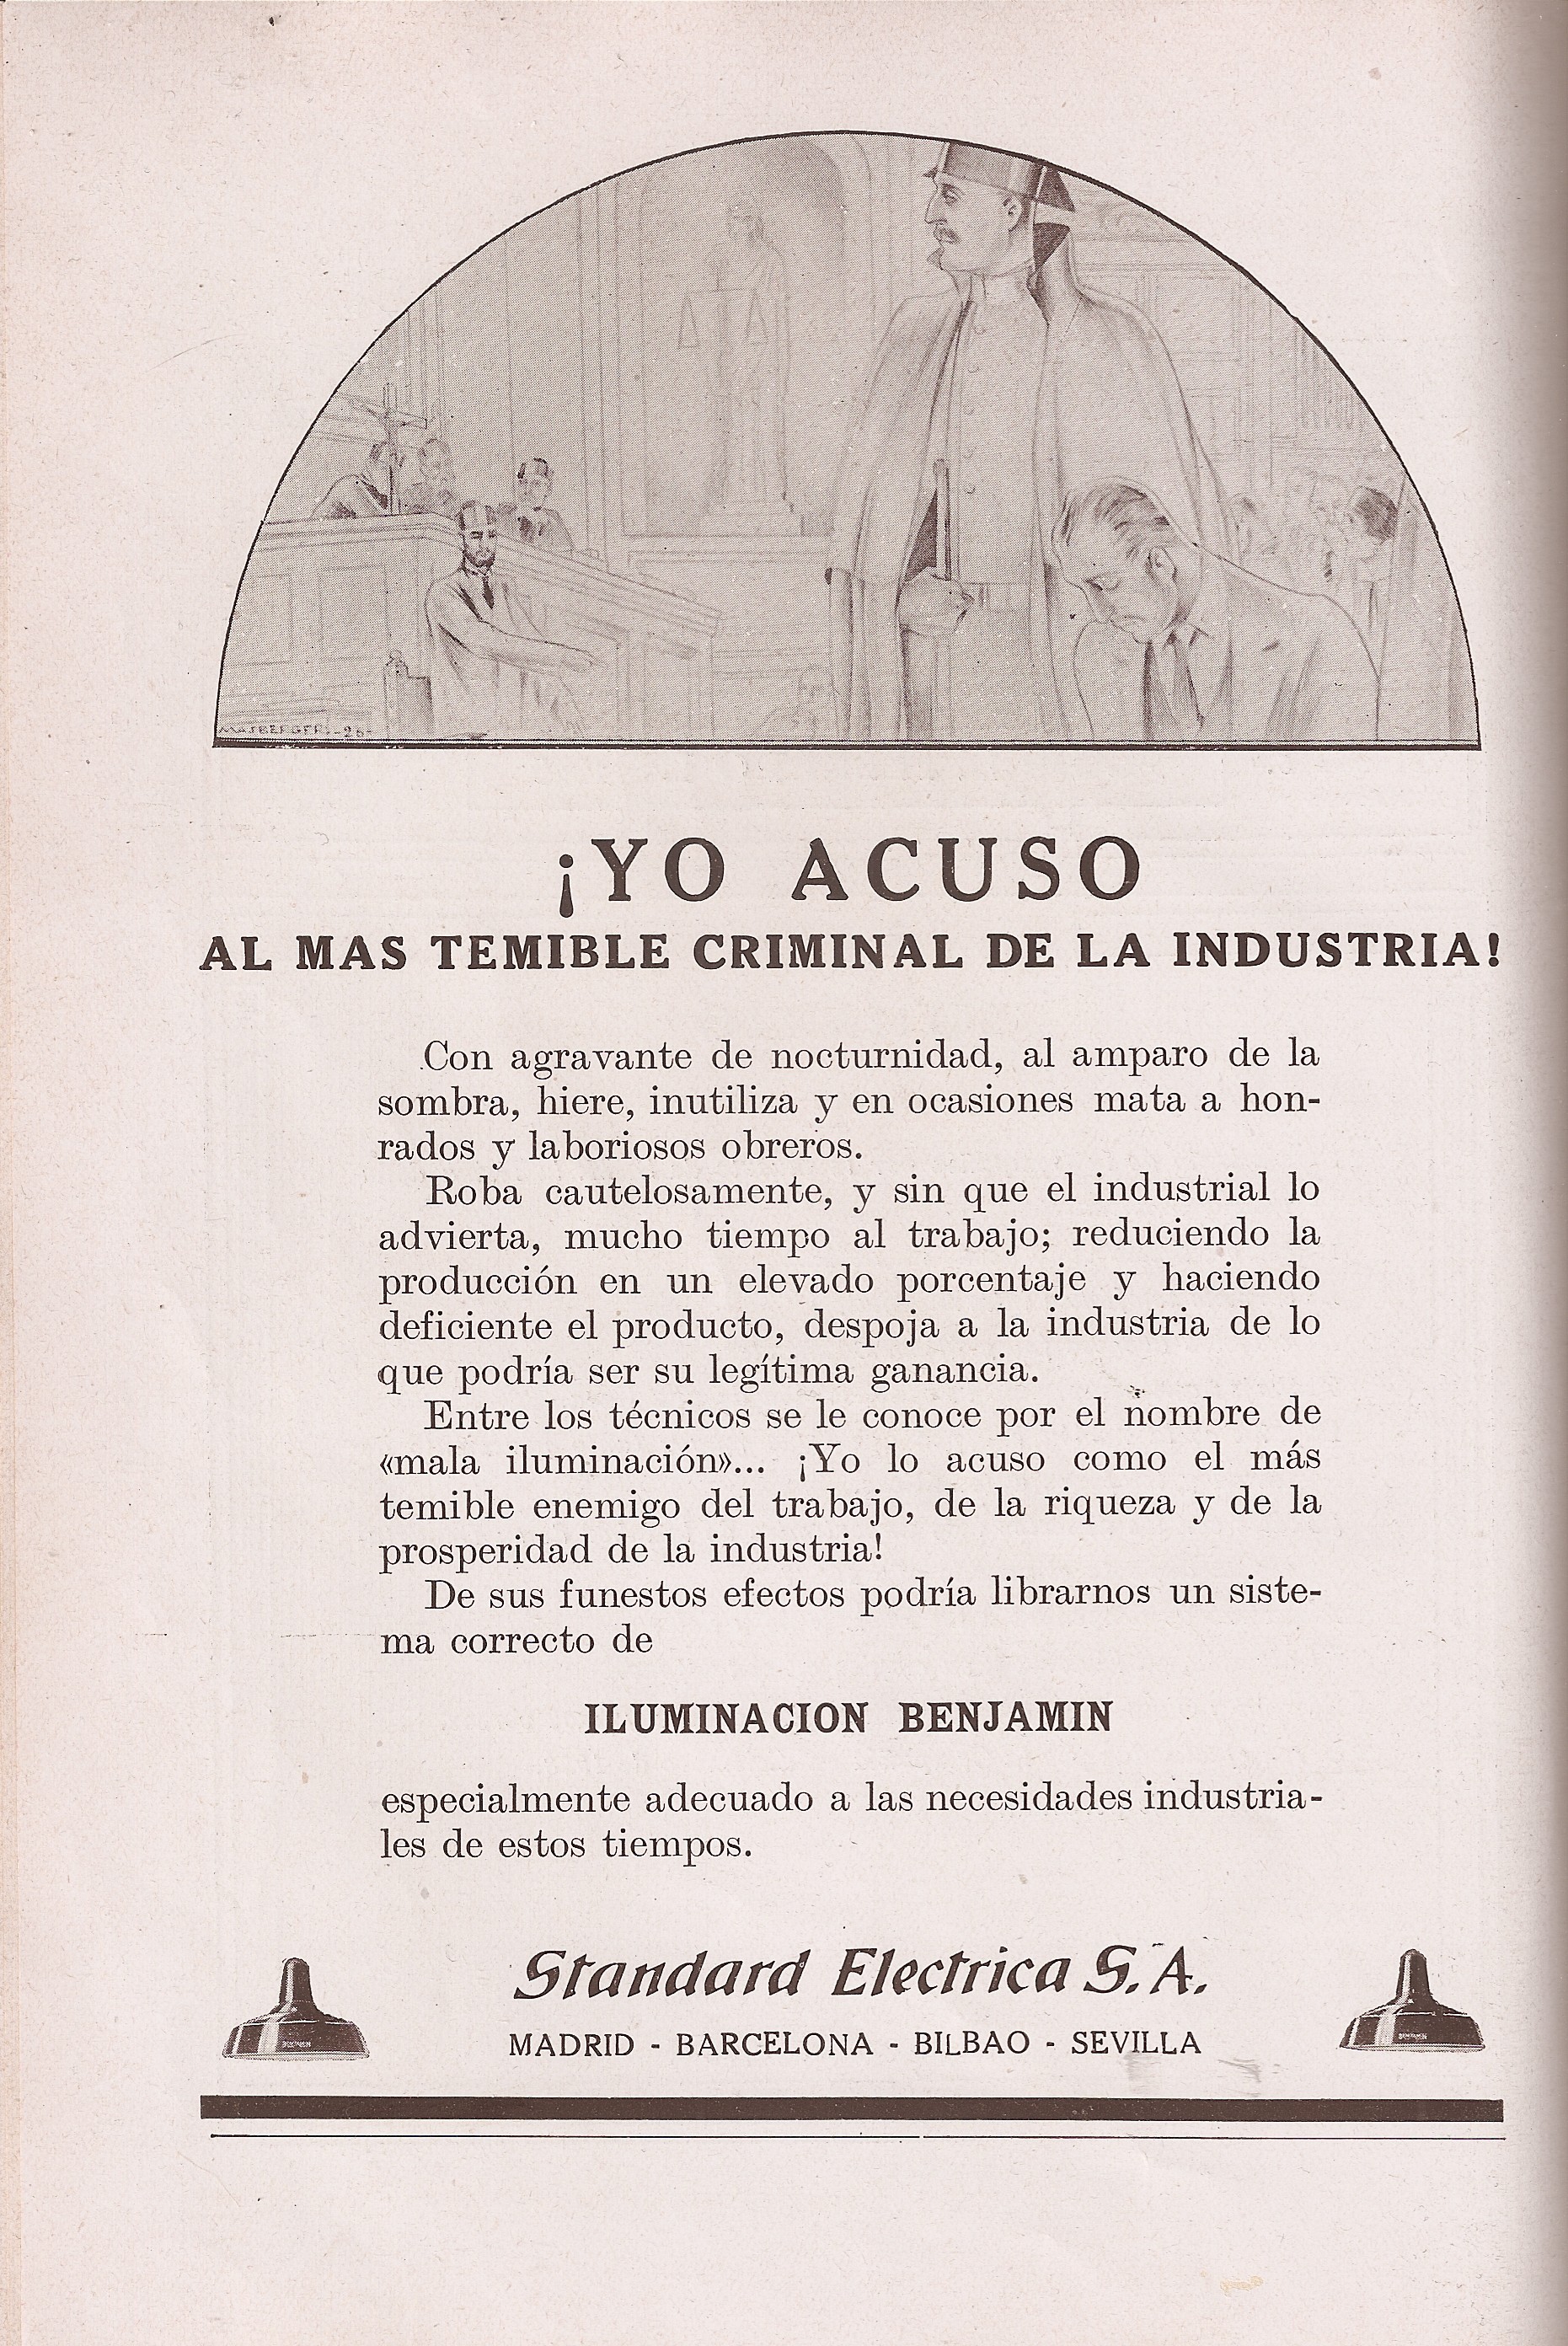 MASBERGER-26-
¡YO ACUSO
AL MAS TEMIBLE CRIMINAL DE LA INDUSTRIA!
Con agravante de nocturnidad, al amparo de la
sombra, hiere, inutiliza y en ocasiones mata a hon-
rados y laboriosos obreros.
Roba cautelosamente, y sin que el industrial lo
advierta, mucho tiempo al trabajo; reduciendo la
producción en un elevado porcentaje y haciendo
deficiente el producto, despoja a la industria de lo
que podría ser su legítima ganancia.
Entre los técnicos se le conoce por el nombre de
«mala iluminación»... ¡Yo lo acuso como el más
temible enemigo del trabajo, de la riqueza y de la
prosperidad de la industria!
De sus funestos efectos podría librarnos un siste-
ma correcto de
ILUMINACION BENJAMIN
especialmente adecuado a las necesidades industria-
les de estos tiempos.
Standard Electrica S.A.
MADRID - BARCELONA - BILBAO - SEVILLA
BENJAMIN
BENJAMIN